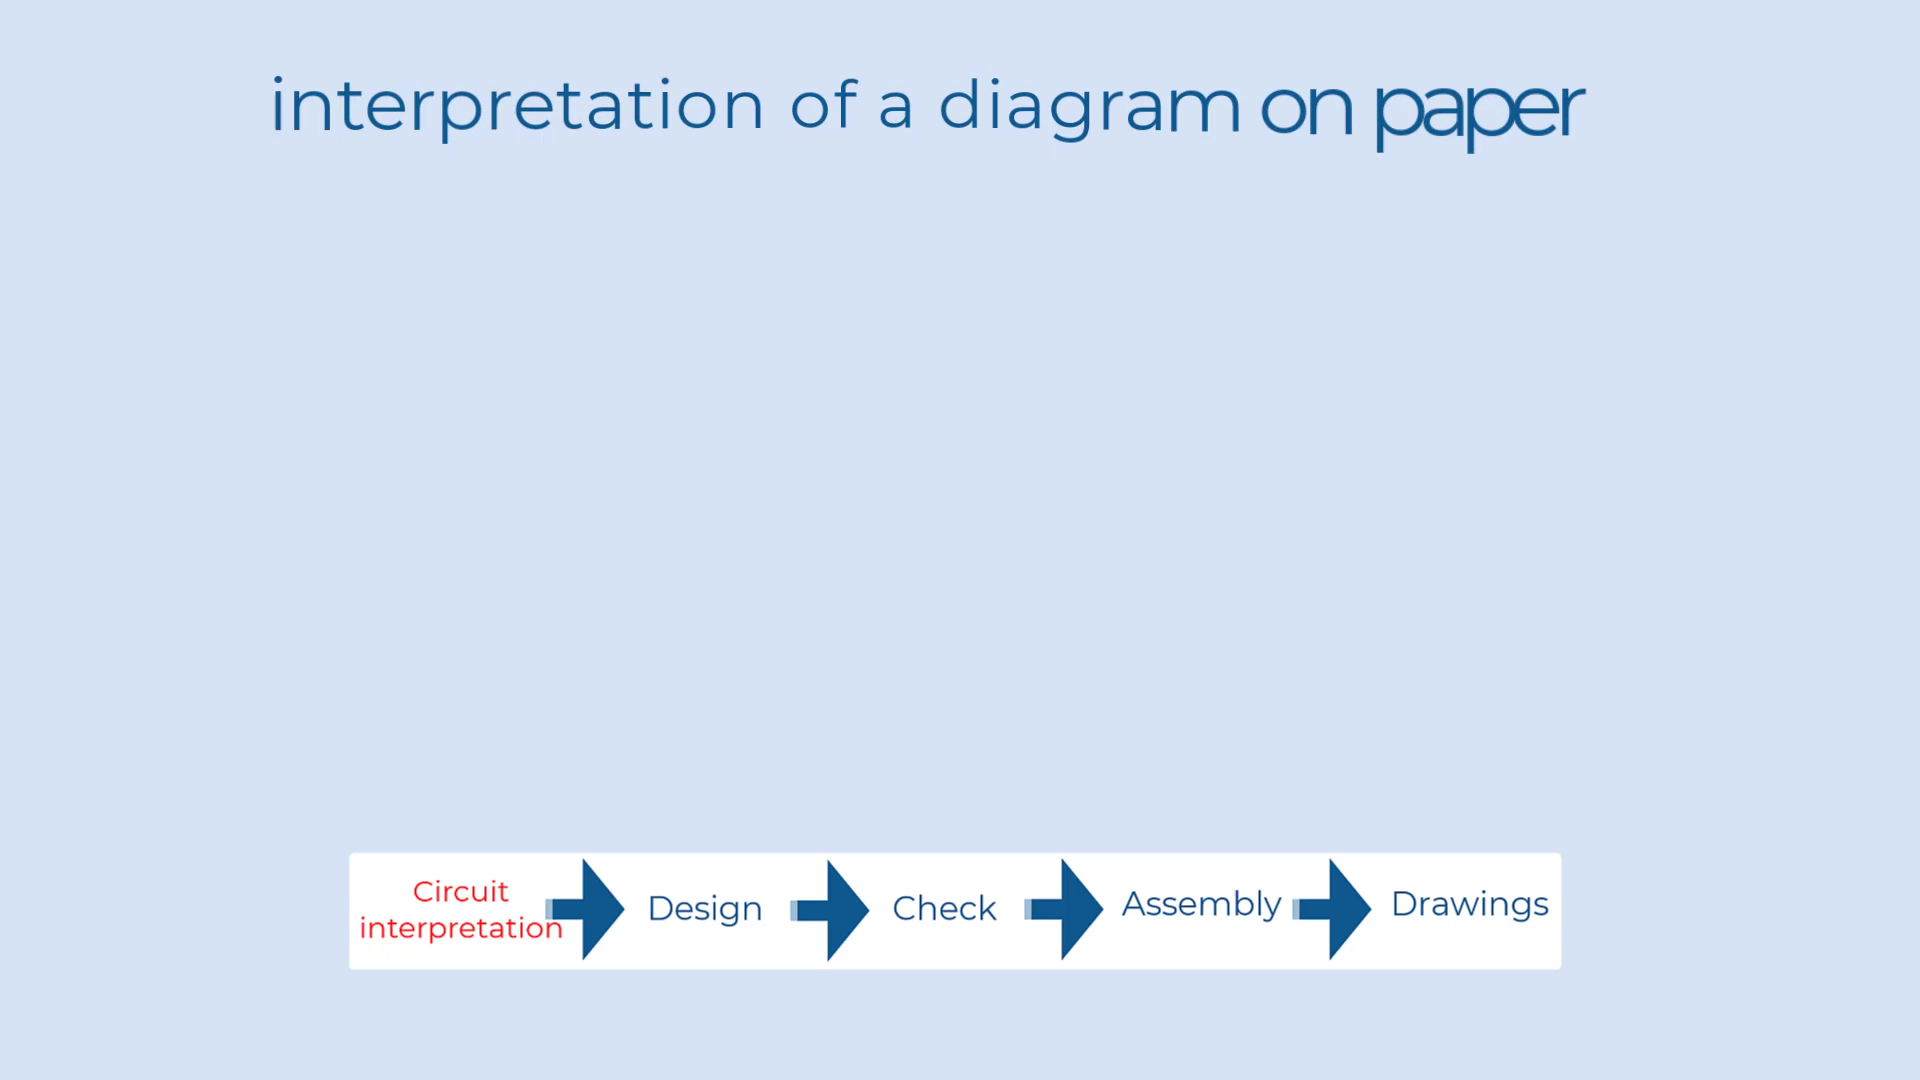 interpretation of a diagram on paper
Circuit
interpretation
Design
Check
Assembly
Drawings